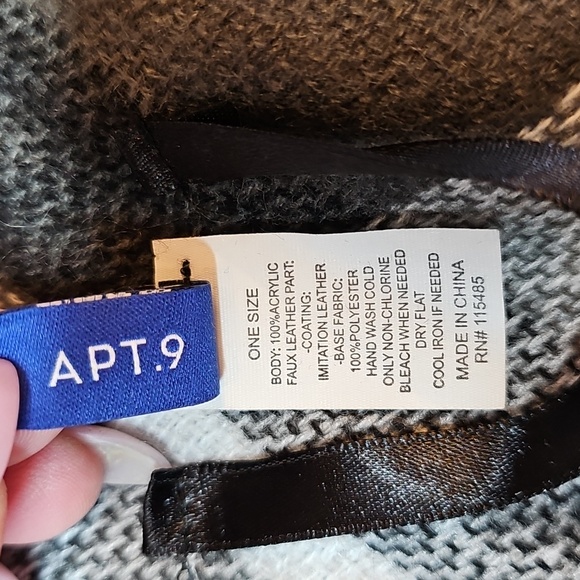 APT.9
ONE SIZE
BODY: 100%ACRYLIC
FAUX LEATHER PART:
-COATING:
IMITATION LEATHER
-BASE FABRIC:
100%POLYESTER
HAND WASH COLD
ONLY NON-CHLORINE
BLEACH WHEN NEEDED
DRY FLAT
COOL IRON IF NEEDED
MADE IN CHINA
RN# 115485